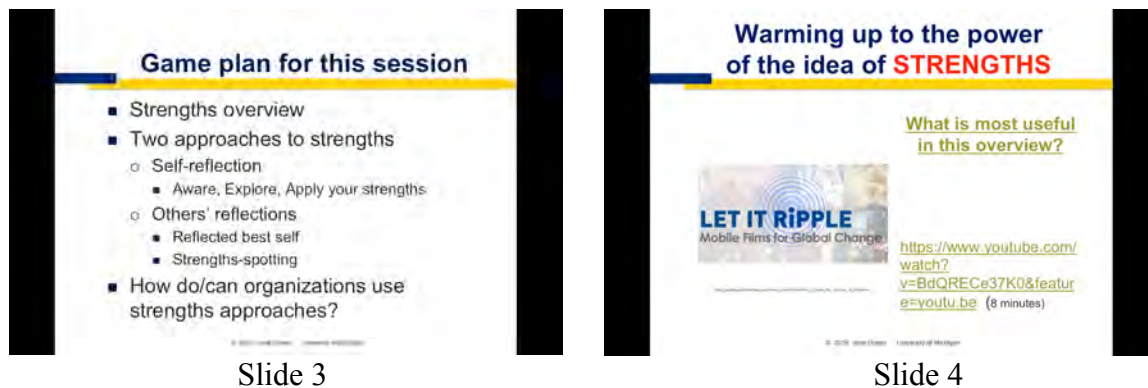 Game plan for this session
■ Strengths overview
■ Two approaches to strengths
○ Self-reflection
■ Aware, Explore, Apply your strengths
○ Others' reflections
■ Reflected best self
■ Strengths-spotting
■ How do/can organizations use
strengths approaches?
Slide 3
Warming up to the power
of the idea of STRENGTHS
What is most useful
in this overview?
LET IT RiPPLE
Mobile Films for Global Change
https://www.youtube.com/
watch?
v=BdQRECe37K0&featur
e=youtu.be (8 minutes)
University of Michigan
Slide 4